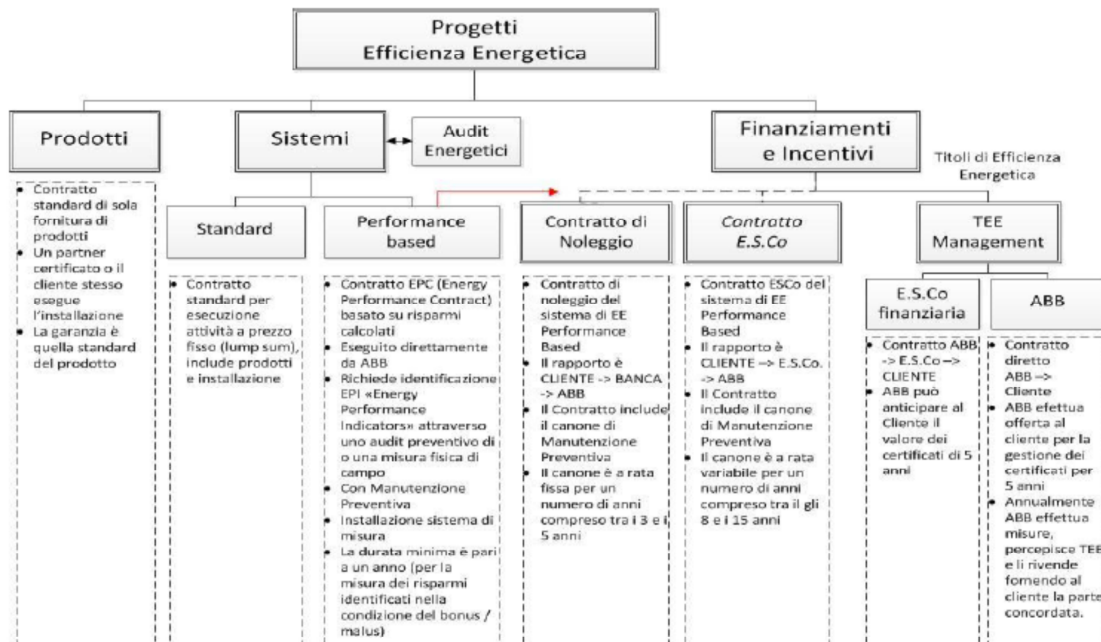 Progetti
Efficienza Energetica
Prodotti
Sistemi
Audit
Energetici
Finanziamenti
e Incentivi
Titoli di Efficienza
Energetica
• Contratto
standard di sola
fornitura di
prodotti
• Un partner
certificato o il
cliente stesso
esegue
l'installazione
• La garanzia è
quella standard
del prodotto
Standard
• Contratto
standard per
esecuzione
attività a prezzo
fisso (lump sum),
include prodotti
e installazione
Performance
based
• Contratto EPC (Energy
Performance Contract)
basato su risparmi
calcolati
• Eseguito direttamente
da ABB
• Richiede identificazione
EPI «Energy
Performance
Indicators» attraverso
uno audit preventivo di
o una misura fisica di
campo
• Con Manutenzione
Preventiva
• Installazione sistema di
misura
• La durata minima è pari
a un anno (per la
misura dei risparmi
identificati nella
condizione del bonus /
malus)
Contratto di
Noleggio
• Contratto di
noleggio del
sistema di EE
Performance
Based
• Il rapporto è
CLIENTE -> BANCA
-> ABB
• Il Contratto include
il canone di
Manutenzione
Preventiva
• Il canone è a rata
fissa per un
numero di anni
compreso tra i 3 e i
5 anni
Contratto
E.S.Co
• Contratto ESCo del
sistema di EE
Performance
Based
• Il rapporto è
CLIENTE –> E.S.Co.
-> ABB
• Il Contratto
include il canone
di Manutenzione
Preventiva
• Il canone è a rata
variabile per un
numero di anni
compreso tra il gli
8 e i 15 anni
TEE
Management
E.S.Co
finanziaria
• Contratto ABB
-> E.S.Co –>
CLIENTE
• ABB può
anticipare al
Cliente il
valore dei
certificati di 5
anni
ABB
• Contratto
diretto
ABB –>
Cliente
• ABB efettua
offerta al
cliente per la
gestione dei
certificati per
5 anni
• Annualmente
ABB effettua
misure,
percepisce TEE
e li rivende
fornendo al
cliente la parte
concordata.